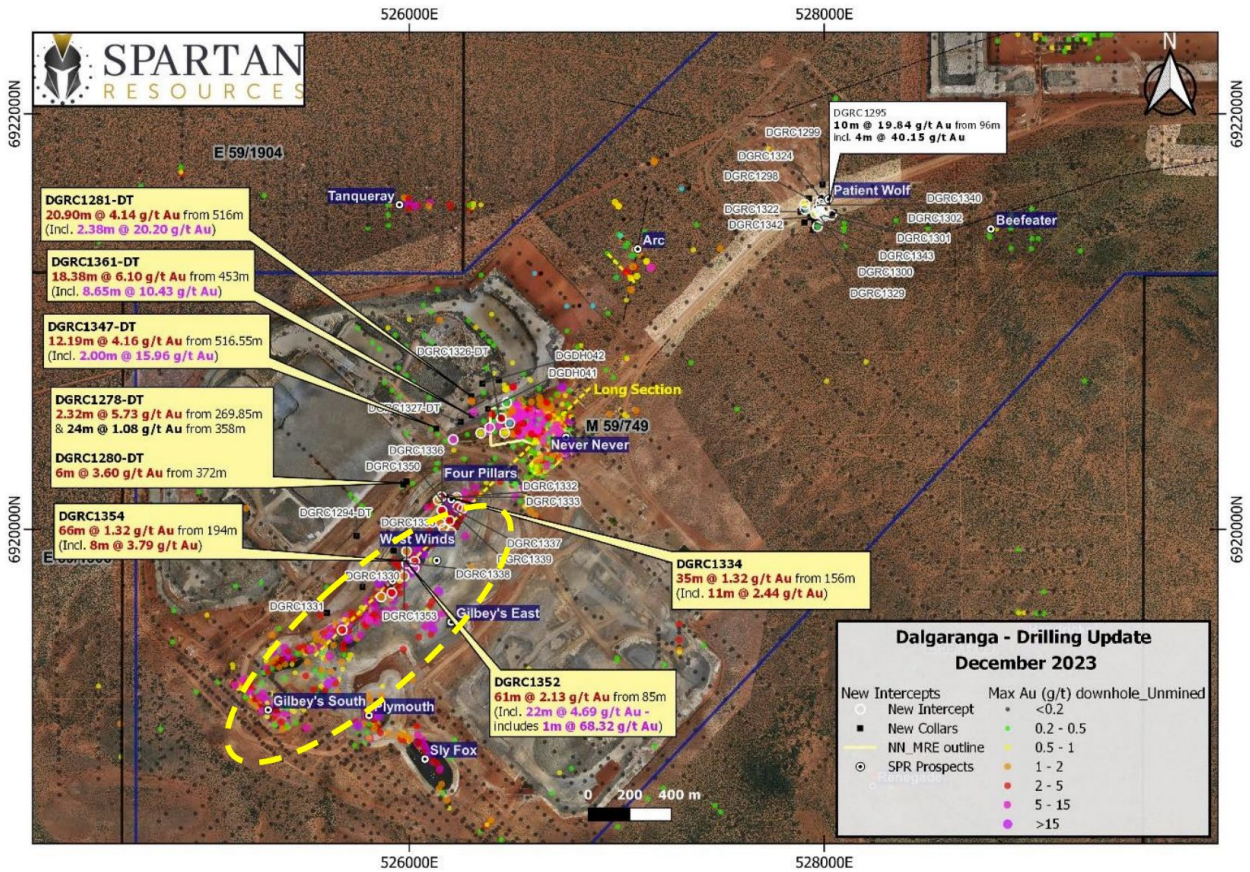 526000E
528000E
SPARTAN
RESOURCES
N
6922000N
6922000N
E 59/1904
DGRC1295
10m @ 19.84 g/t Au from 96m
incl. 4m @ 40.15 g/t Au
DGRC1299
DGRC1324
DGRC1298
DGRC1322
DGRC1342
Patient Wolf
DGRC1340
DGRC1302
DGRC1301
DGRC1343
DGRC1300
DGRC1329
Beefeater
Tanqueray
Arc
DGRC1281-DT
20.90m @ 4.14 g/t Au from 516m
(Incl. 2.38m @ 20.20 g/t Au)
DGRC1361-DT
18.38m @ 6.10 g/t Au from 453m
(Incl. 8.65m @ 10.43 g/t Au)
DGRC1347-DT
12.19m @ 4.16 g/t Au from 516.55m
(Incl. 2.00m @ 15.96 g/t Au)
DGRC1278-DT
2.32m @ 5.73 g/t Au from 269.85m
& 24m @ 1.08 g/t Au from 358m
DGRC1280-DT
6m @ 3.60 g/t Au from 372m
DGRC1354
66m @ 1.32 g/t Au from 194m
(Incl. 8m @ 3.79 g/t Au)
DGRC1326-DT
DGDH042
DGDH041
Long Section
DGRC1327-DT
M 59/749
Never Never
DGRC1336
DGRC1350
Four Pillars
DGRC1332
DGRC1333
DGRC1294-DT
West Winds
DGRC1337
DGRC1339
DGRC1338
DGRC1330
DGRC1331
DGRC1353
Gilbey's East
6920000N
6920000N
DGRC1334
35m @ 1.32 g/t Au from 156m
(Incl. 11m @ 2.44 g/t Au)
DGRC1352
61m @ 2.13 g/t Au from 85m
(Incl. 22m @ 4.69 g/t Au -
includes 1m @ 68.32 g/t Au)
Gilbey's South
Plymouth
Sly Fox
0 200 400 m
Dalgaranga - Drilling Update
December 2023
New Intercepts
New Intercept
New Collars
NN_MRE outline
SPR Prospects
Max Au (g/t) downhole_Unmined
<0.2
0.2 - 0.5
0.5 - 1
1 - 2
2 - 5
5 - 15
>15
526000E
528000E